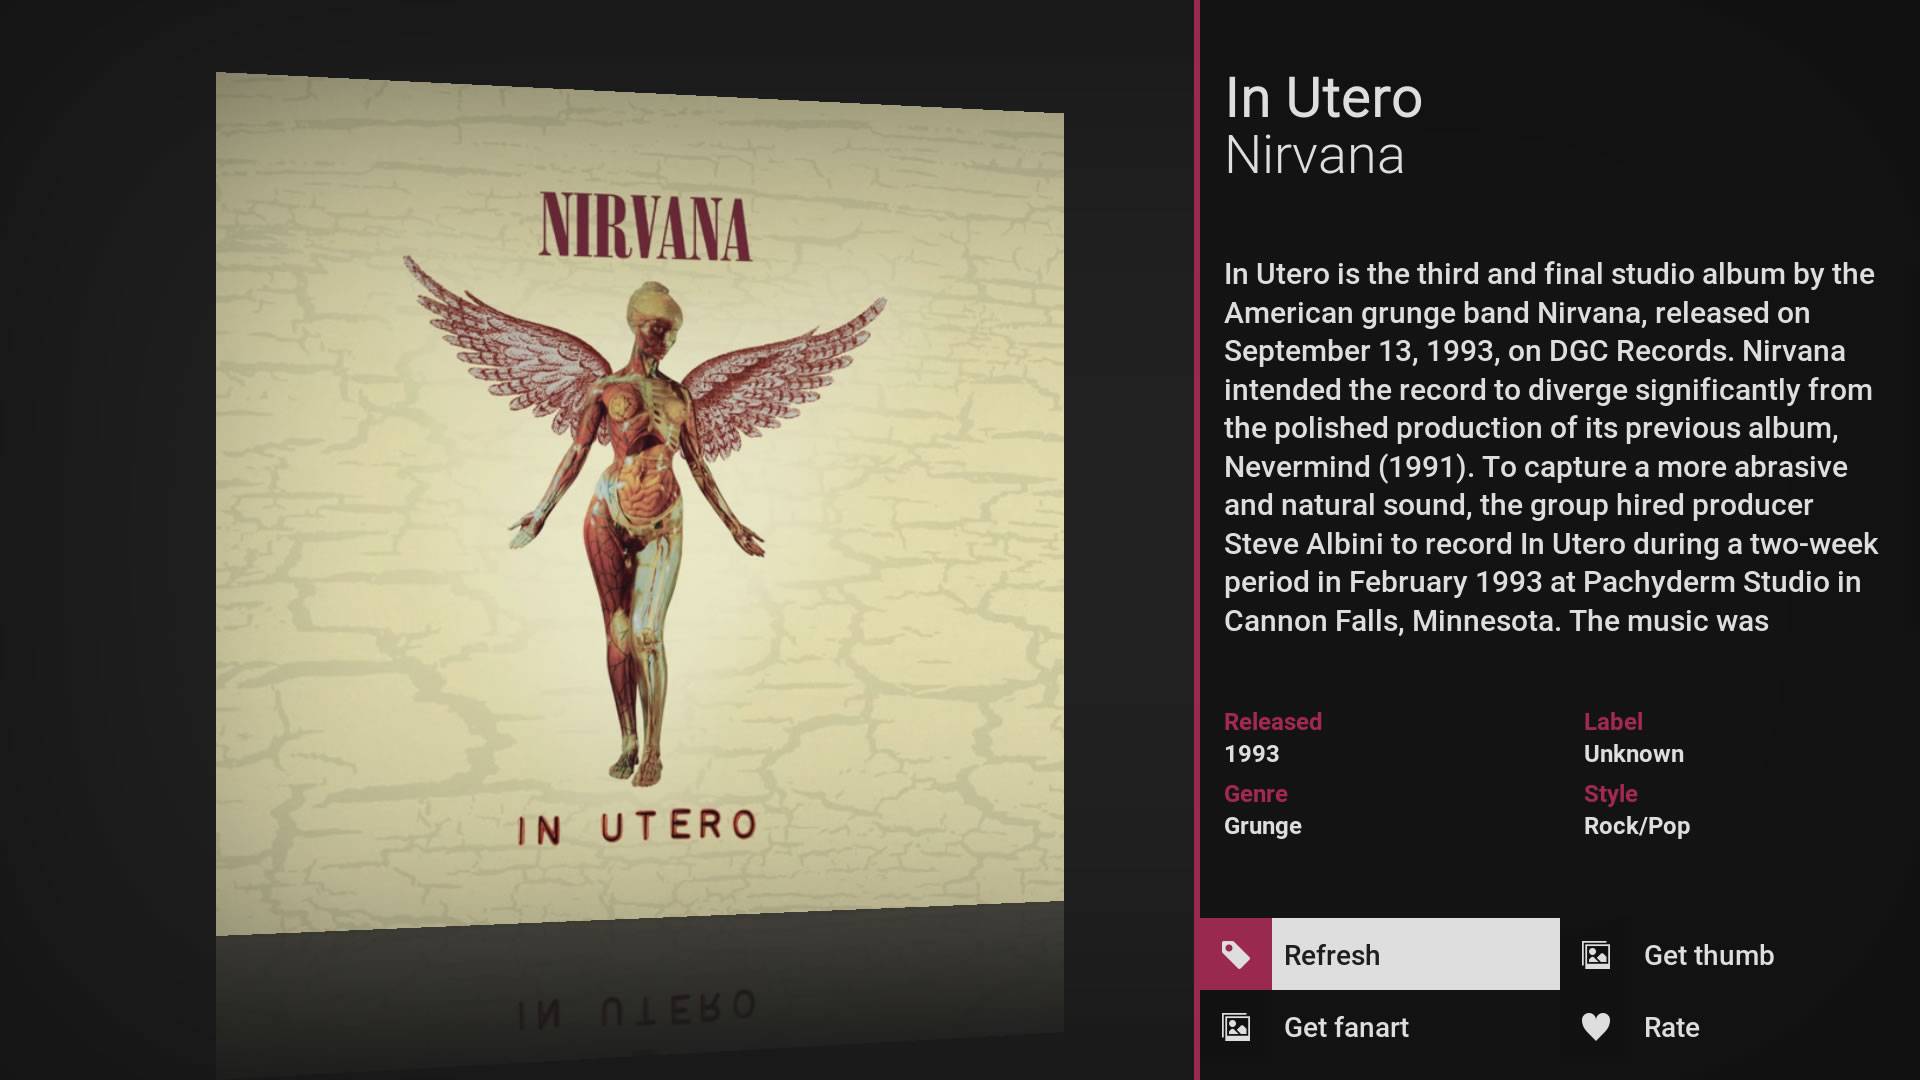 NIRVANA
IN UTERO
IN UTERO
In Utero
Nirvana
In Utero is the third and final studio album by the
American grunge band Nirvana, released on
September 13, 1993, on DGC Records. Nirvana
intended the record to diverge significantly from
the polished production of its previous album,
Nevermind (1991). To capture a more abrasive
and natural sound, the group hired producer
Steve Albini to record In Utero during a two-week
period in February 1993 at Pachyderm Studio in
Cannon Falls, Minnesota. The music was
Released
1993
Label
Unknown
Genre
Grunge
Style
Rock/Pop
Refresh
Get thumb
Get fanart
Rate